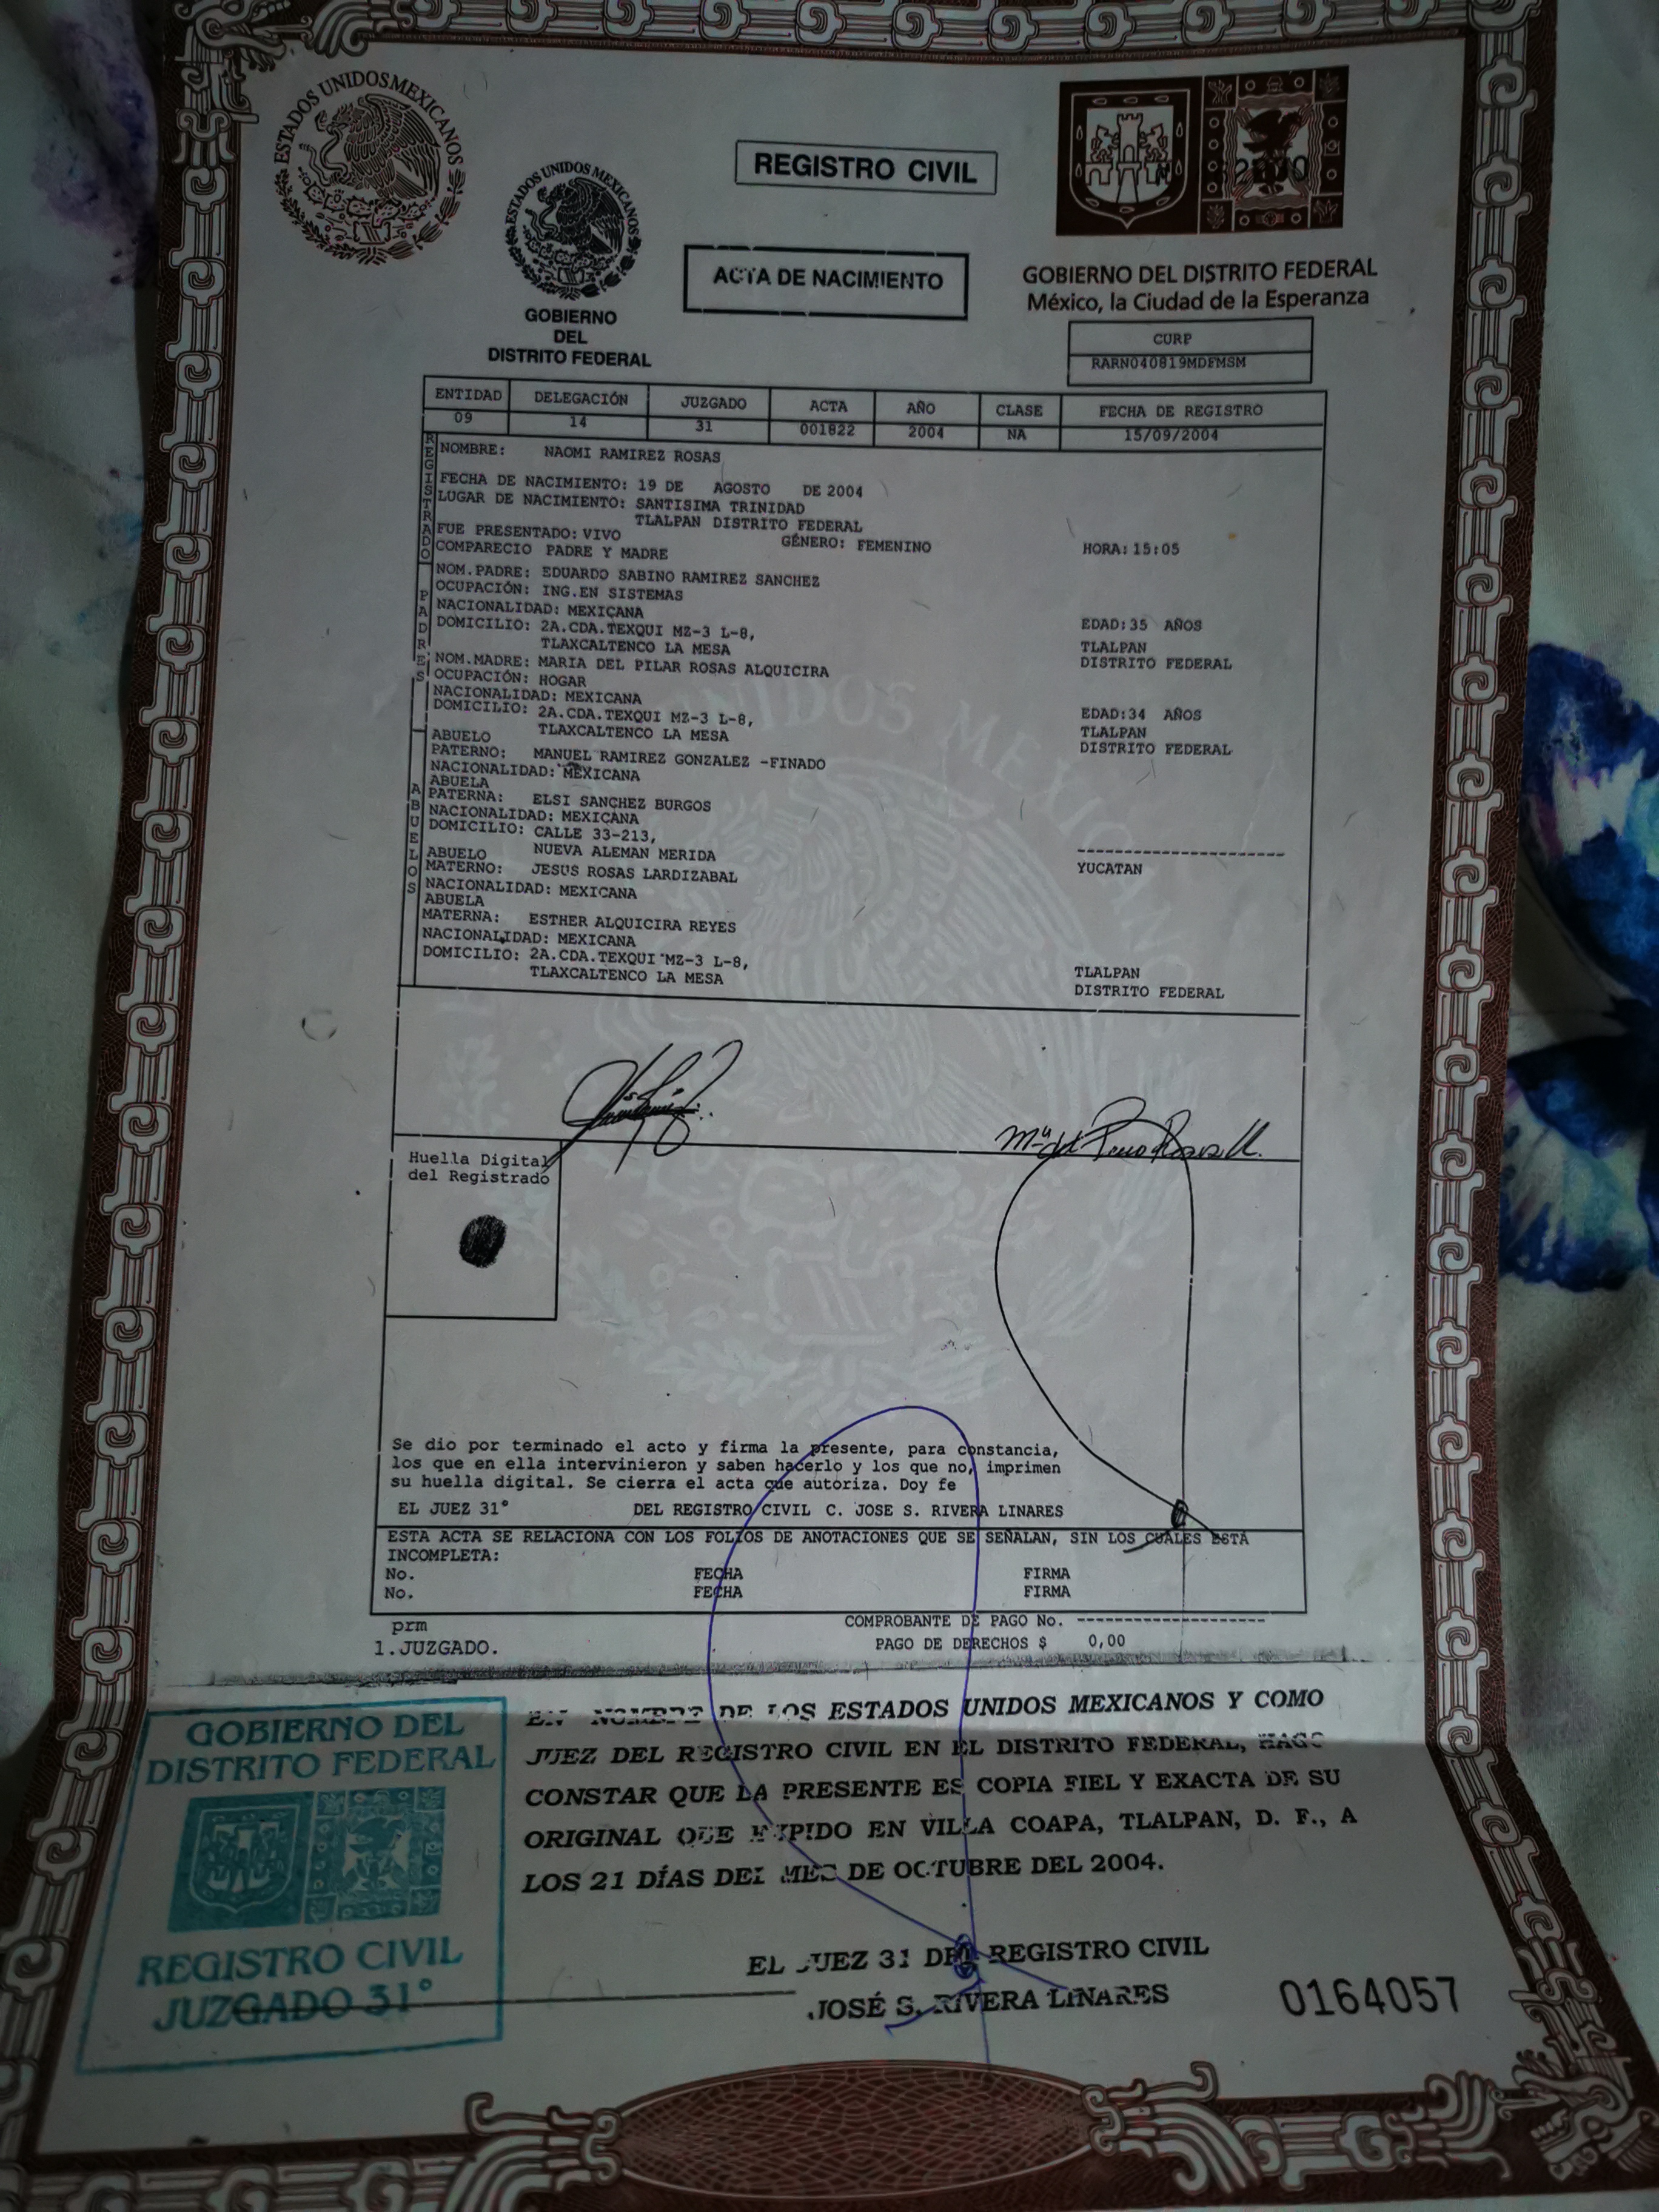 ESTADOS UNIDOS MEXICANOS
ESTADOS UNIDOS MEXICANOS
GOBIERNO
DEL
DISTRITO FEDERAL
REGISTRO CIVIL
ACTA DE NACIMIENTO
GOBIERNO DEL DISTRITO FEDERAL
México, la Ciudad de la Esperanza
CURP
RARN040819MDFMSM
ENTIDAD DELEGACIÓN JUZGADO ACTA AÑO CLASE FECHA DE REGISTRO
09 14 31 001822 2004 NA 15/09/2004
REGISTRADO
NOMBRE: NAOMI RAMIREZ ROSAS
FECHA DE NACIMIENTO: 19 DE AGOSTO DE 2004
LUGAR DE NACIMIENTO: SANTISIMA TRINIDAD
TLALPAN DISTRITO FEDERAL
FUE PRESENTADO: VIVO GÉNERO: FEMENINO HORA: 15:05
COMPARECIO PADRE Y MADRE
PADRES
NOM.PADRE: EDUARDO SABINO RAMIREZ SANCHEZ
OCUPACIÓN: ING.EN SISTEMAS
NACIONALIDAD: MEXICANA EDAD:35 AÑOS
DOMICILIO: 2A.CDA.TEXQUI MZ-3 L-8, TLALPAN
TLAXCALTENCO LA MESA DISTRITO FEDERAL
NOM.MADRE: MARIA DEL PILAR ROSAS ALQUICIRA
OCUPACIÓN: HOGAR
NACIONALIDAD: MEXICANA EDAD:34 AÑOS
DOMICILIO: 2A.CDA.TEXQUI MZ-3 L-8, TLALPAN
TLAXCALTENCO LA MESA DISTRITO FEDERAL
ABUELOS
ABUELO
PATERNO: MANUEL RAMIREZ GONZALEZ -FINADO
NACIONALIDAD: MEXICANA
ABUELA
PATERNA: ELSI SANCHEZ BURGOS
NACIONALIDAD: MEXICANA
DOMICILIO: CALLE 33-213, --------------------
NUEVA ALEMAN MERIDA YUCATAN
ABUELO
MATERNO: JESUS ROSAS LARDIZABAL
NACIONALIDAD: MEXICANA
ABUELA
MATERNA: ESTHER ALQUICIRA REYES
NACIONALIDAD: MEXICANA
DOMICILIO: 2A.CDA.TEXQUI MZ-3 L-8, TLALPAN
TLAXCALTENCO LA MESA DISTRITO FEDERAL
Huella Digital
del Registrado
Se dio por terminado el acto y firma la presente, para constancia,
los que en ella intervinieron y saben hacerlo y los que no, imprimen
su huella digital. Se cierra el acta que autoriza. Doy fe
EL JUEZ 31° DEL REGISTRO CIVIL C. JOSE S. RIVERA LINARES
ESTA ACTA SE RELACIONA CON LOS FOLIOS DE ANOTACIONES QUE SE SEÑALAN, SIN LOS CUALES ESTA
INCOMPLETA:
No. FECHA FIRMA
No. FECHA FIRMA
prm COMPROBANTE DE PAGO No. --------------------
1.JUZGADO. PAGO DE DERECHOS $ 0,00
GOBIERNO DEL
DISTRITO FEDERAL
REGISTRO CIVIL
JUZGADO 31°
EN NOMBRE DE LOS ESTADOS UNIDOS MEXICANOS Y COMO
JUEZ DEL REGISTRO CIVIL EN EL DISTRITO FEDERAL, HAGO
CONSTAR QUE LA PRESENTE ES COPIA FIEL Y EXACTA DE SU
ORIGINAL QUE EXPIDO EN VILLA COAPA, TLALPAN, D. F., A
LOS 21 DÍAS DEL MES DE OCTUBRE DEL 2004.
EL JUEZ 31 DEL REGISTRO CIVIL
JOSÉ S. RIVERA LINARES
0164057